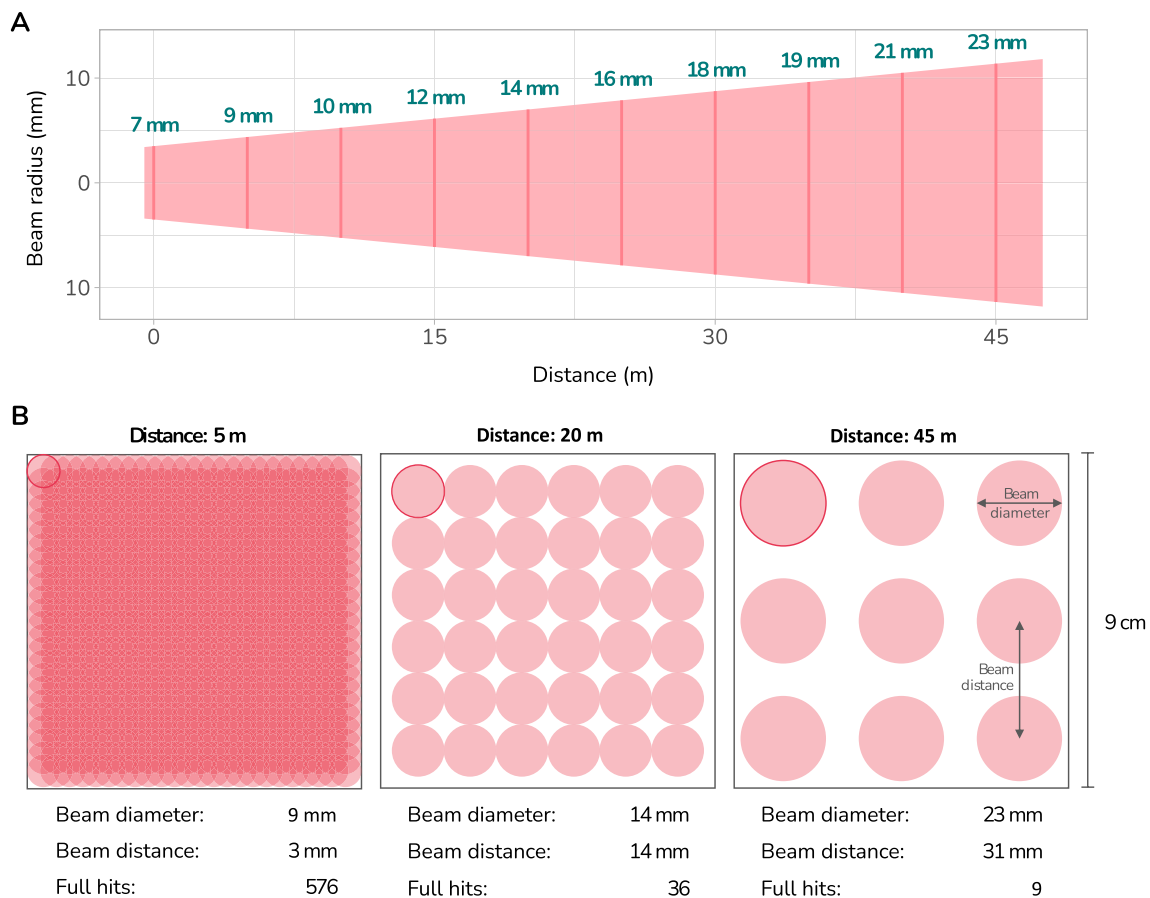 A
7 mm
9 mm
10 mm
12 mm
14 mm
16 mm
18 mm
19 mm
21 mm
23 mm
Beam radius (mm)
10
0
10
0
15
30
45
Distance (m)
B
Distance: 5 m
Distance: 20 m
Distance: 45 m
Beam
diameter
Beam
distance
9 cm
Beam diameter: 9 mm
Beam distance: 3 mm
Full hits: 576
Beam diameter: 14 mm
Beam distance: 14 mm
Full hits: 36
Beam diameter: 23 mm
Beam distance: 31 mm
Full hits: 9